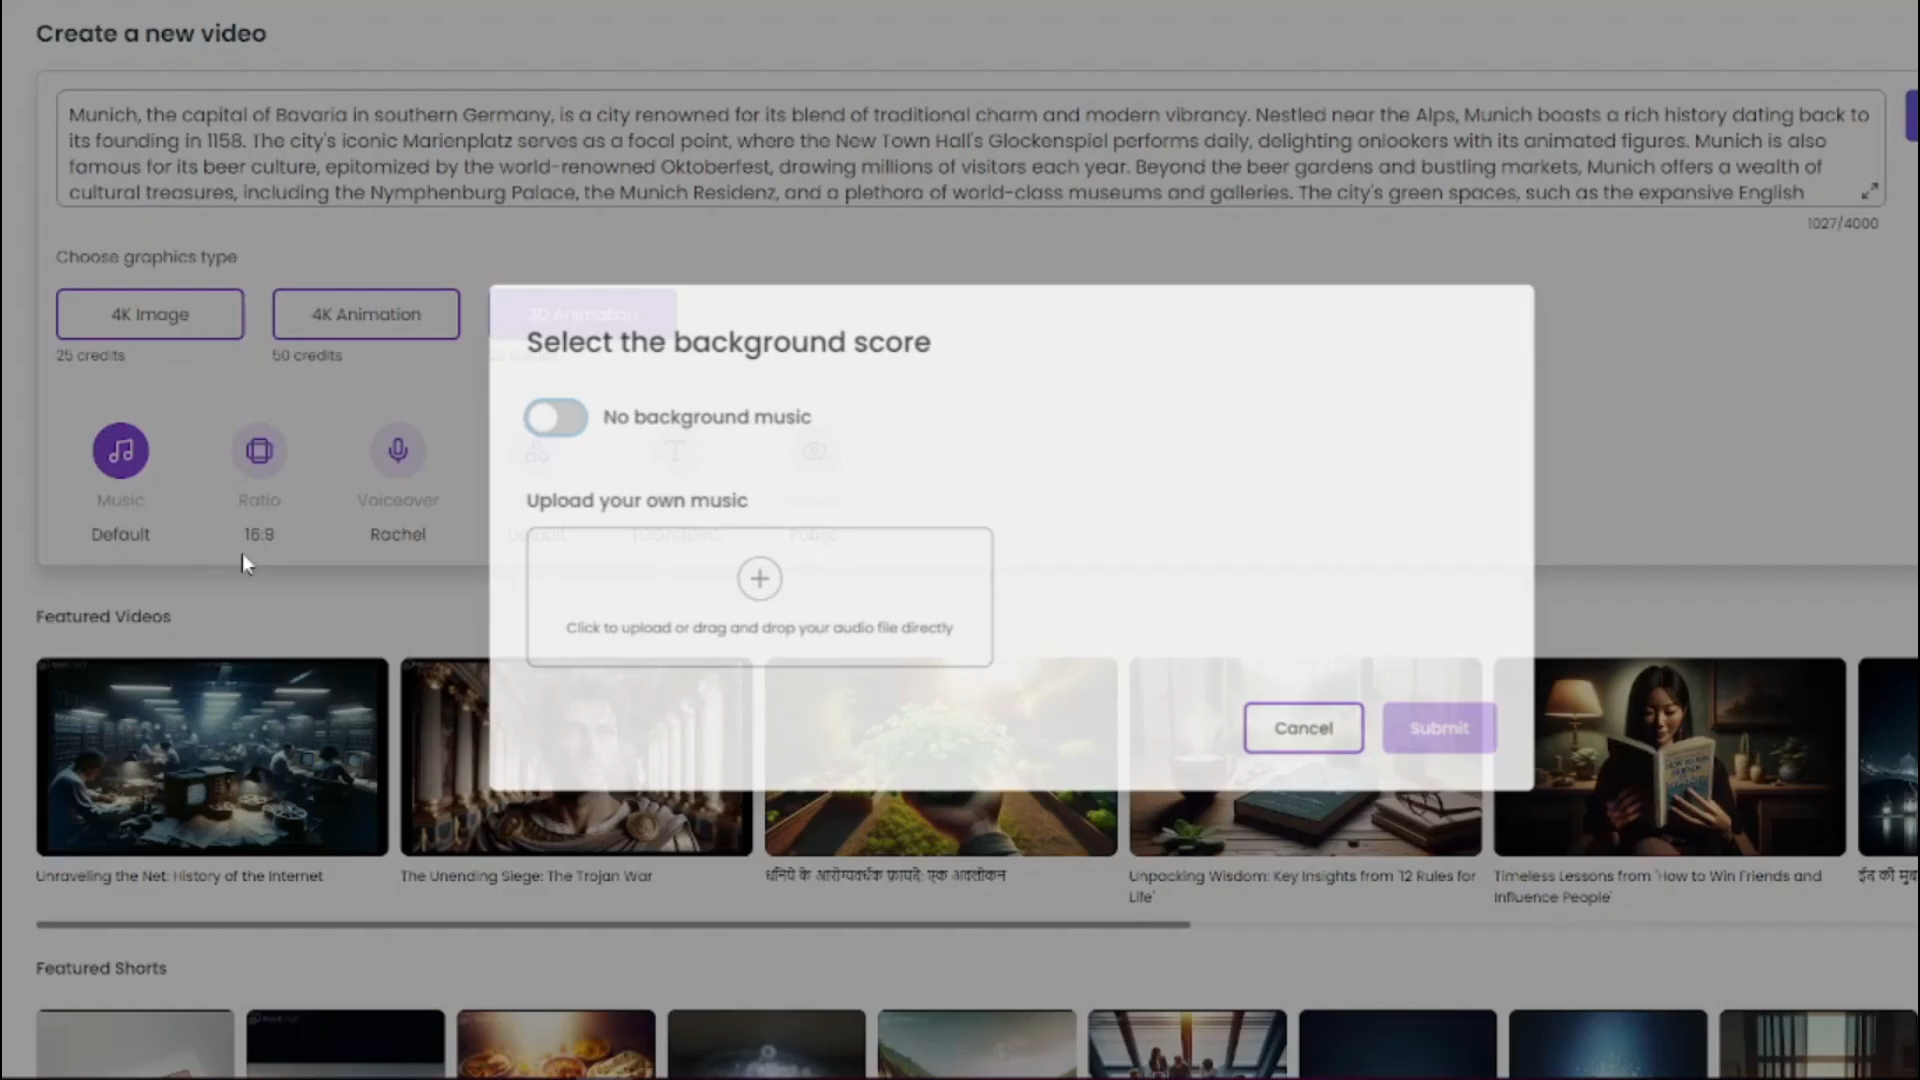 Create a new video
Munich, the capital of Bavaria in southern Germany, is a city renowned for its blend of traditional charm and modern vibrancy. Nestled near the Alps, Munich boasts a rich history dating back to
its founding in 1158. The city's iconic Marienplatz serves as a focal point, where the New Town Hall's Glockenspiel performs daily, delighting onlookers with its animated figures. Munich is also
famous for its beer culture, epitomized by the world-renowned Oktoberfest, drawing millions of visitors each year. Beyond the beer gardens and bustling markets, Munich offers a wealth of
cultural treasures, including the Nymphenburg Palace, the Munich Residenz, and a plethora of world-class museums and galleries. The city's green spaces, such as the expansive English
1027/4000
Choose graphics type
4K Image
4K Animation
3D Animation
25 credits
50 credits
Select the background score
No background music
Music
Ratio
Voiceover
Default
16:9
Rachel
Default
Public
Upload your own music
Click to upload or drag and drop your audio file directly
Cancel
Submit
Featured Videos
Unraveling the Net: History of the Internet
The Unending Siege: The Trojan War
धनिये के आरोग्यवर्धक फ़ायदे: एक अवलोकन
Unpacking Wisdom: Key Insights from '12 Rules for
Life'
Timeless Lessons from 'How to Win Friends and
Influence People'
ईद की मुब
Featured Shorts